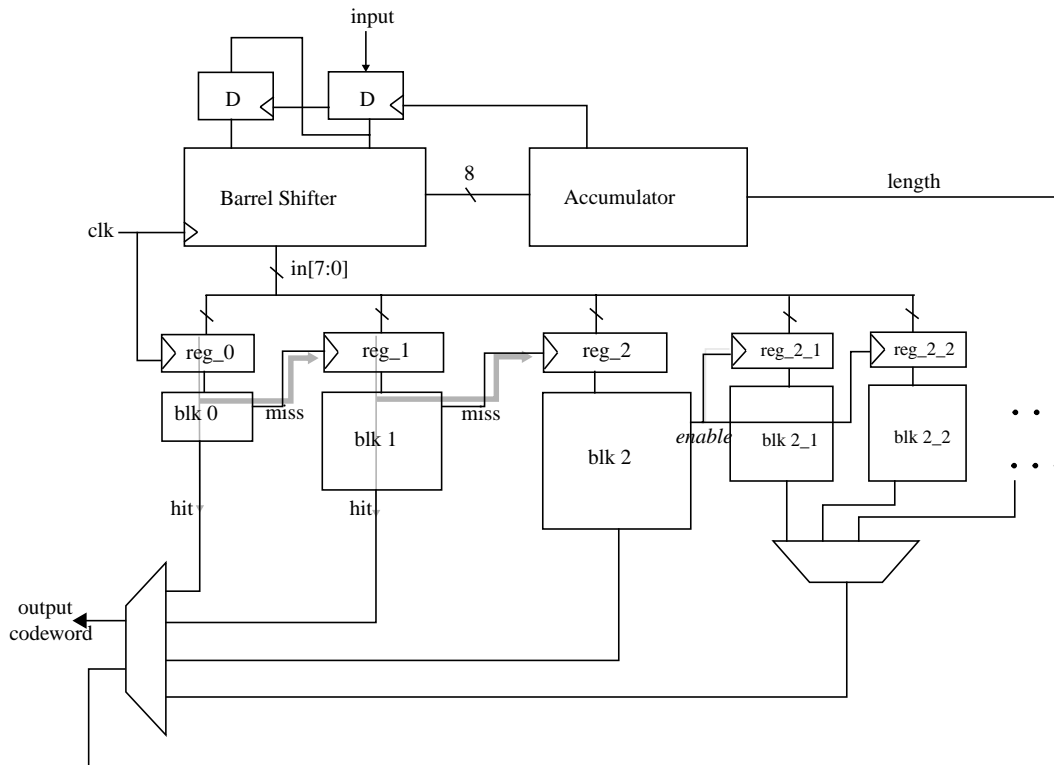 input
D
D
8
Barrel Shifter
Accumulator
length
clk
in[7:0]
reg_0
reg_1
reg_2
reg_2_1
reg_2_2
blk 0
miss
blk 1
miss
blk 2
enable
blk 2_1
blk 2_2
hit
hit
output
codeword